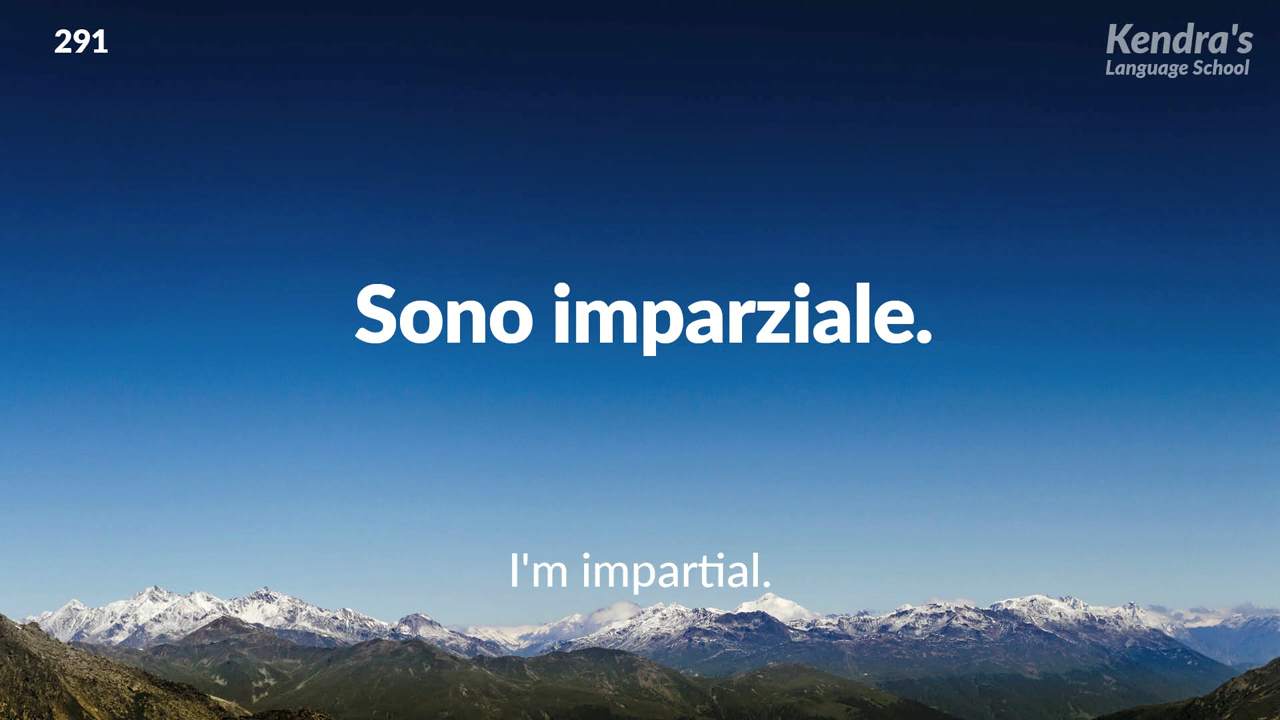 291
Kendra's
Language School
Sono imparziale.
I'm impartial.